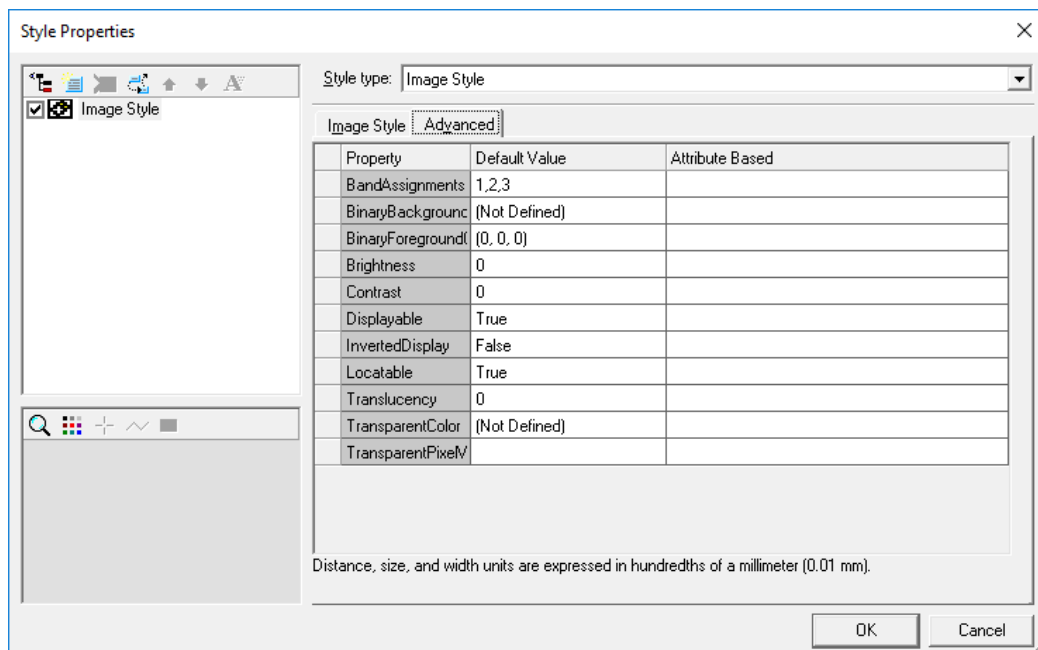 Style Properties
Style type: Image Style
Image Style
Image Style Advanced
Property Default Value Attribute Based
BandAssignments 1,2,3
BinaryBackgrounc (Not Defined)
BinaryForeground( (0, 0, 0)
Brightness 0
Contrast 0
Displayable True
InvertedDisplay False
Locatable True
Translucency 0
TransparentColor (Not Defined)
TransparentPixelV
Distance, size, and width units are expressed in hundredths of a millimeter (0.01 mm).
OK Cancel